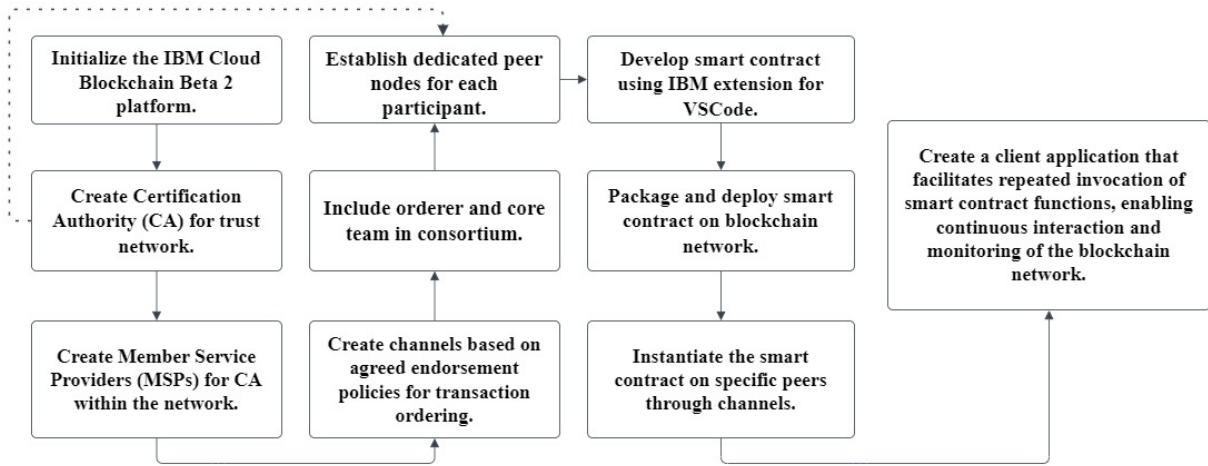 Initialize the IBM Cloud
Blockchain Beta 2
platform.
Create Certification
Authority (CA) for trust
network.
Create Member Service
Providers (MSPs) for CA
within the network.
Create channels based on
agreed endorsement
policies for transaction
ordering.
Include orderer and core
team in consortium.
Establish dedicated peer
nodes for each
participant.
Develop smart contract
using IBM extension for
VSCode.
Package and deploy smart
contract on blockchain
network.
Instantiate the smart
contract on specific peers
through channels.
Create a client application that
facilitates repeated invocation of
smart contract functions, enabling
continuous interaction and
monitoring of the blockchain
network.